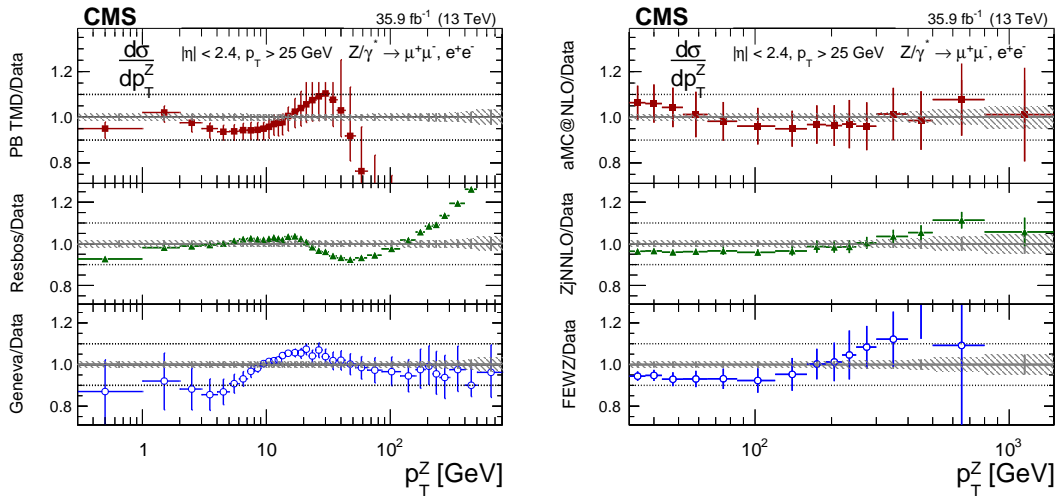 CMS 35.9 fb⁻¹ (13 TeV)
dσ/dp_T^Z |η| < 2.4, p_T > 25 GeV Z/γ* → μ⁺μ⁻, e⁺e⁻
PB TMD/Data
1.2
1.0
0.8
Resbos/Data
1.2
1.0
0.8
Geneva/Data
1.2
1.0
0.8
1 10 10²
p_T^Z [GeV]
CMS 35.9 fb⁻¹ (13 TeV)
dσ/dp_T^Z |η| < 2.4, p_T > 25 GeV Z/γ* → μ⁺μ⁻, e⁺e⁻
aMC@NLO/Data
1.2
1.0
0.8
ZjNNLO/Data
1.2
1.0
0.8
FEWZ/Data
1.2
1.0
0.8
10² 10³
p_T^Z [GeV]